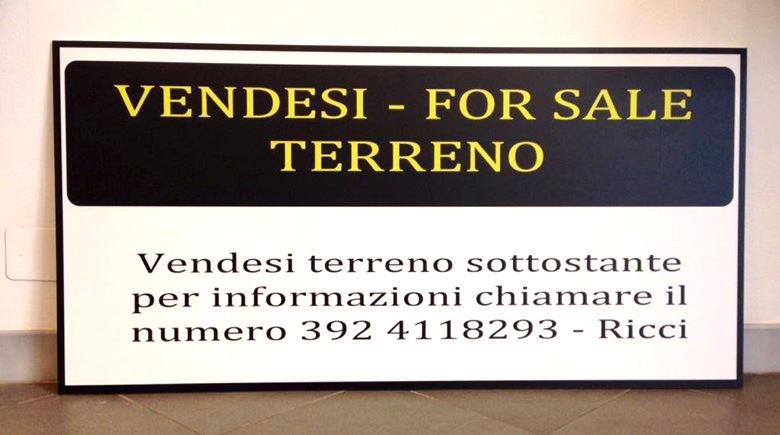 VENDESI - FOR SALE
TERRENO
Vendesi terreno sottostante
per informazioni chiamare il
numero 392 4118293 - Ricci